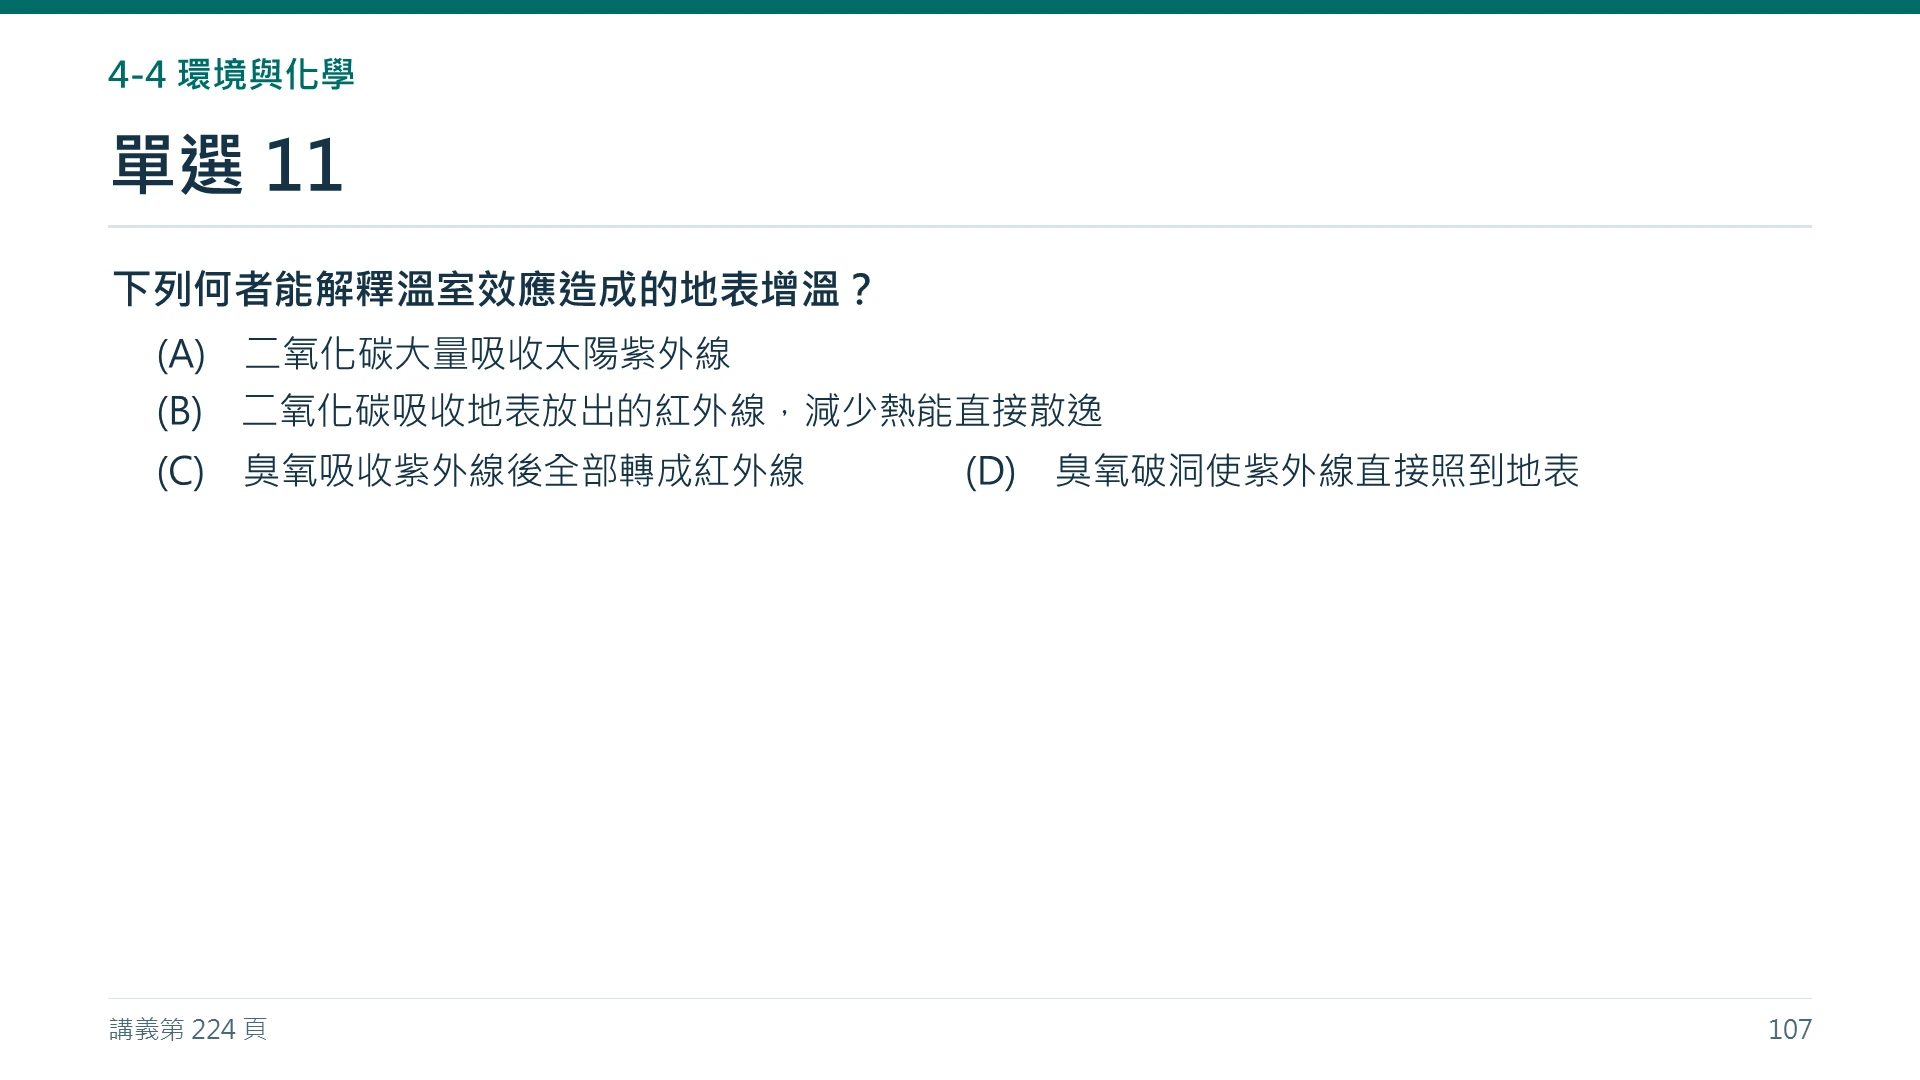 4-4 環境與化學
單選 11
下列何者能解釋溫室效應造成的地表增溫？
(A) 二氧化碳大量吸收太陽紫外線
(B) 二氧化碳吸收地表放出的紅外線，減少熱能直接散逸
(C) 臭氧吸收紫外線後全部轉成紅外線 (D) 臭氧破洞使紫外線直接照到地表
講義第 224 頁 107